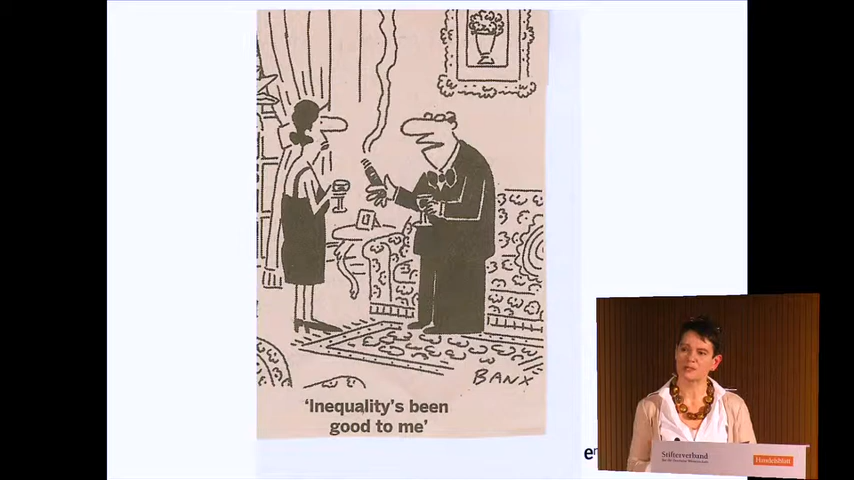 BANX
'Inequality's been
good to me'
Stifterverband
Handelsblatt